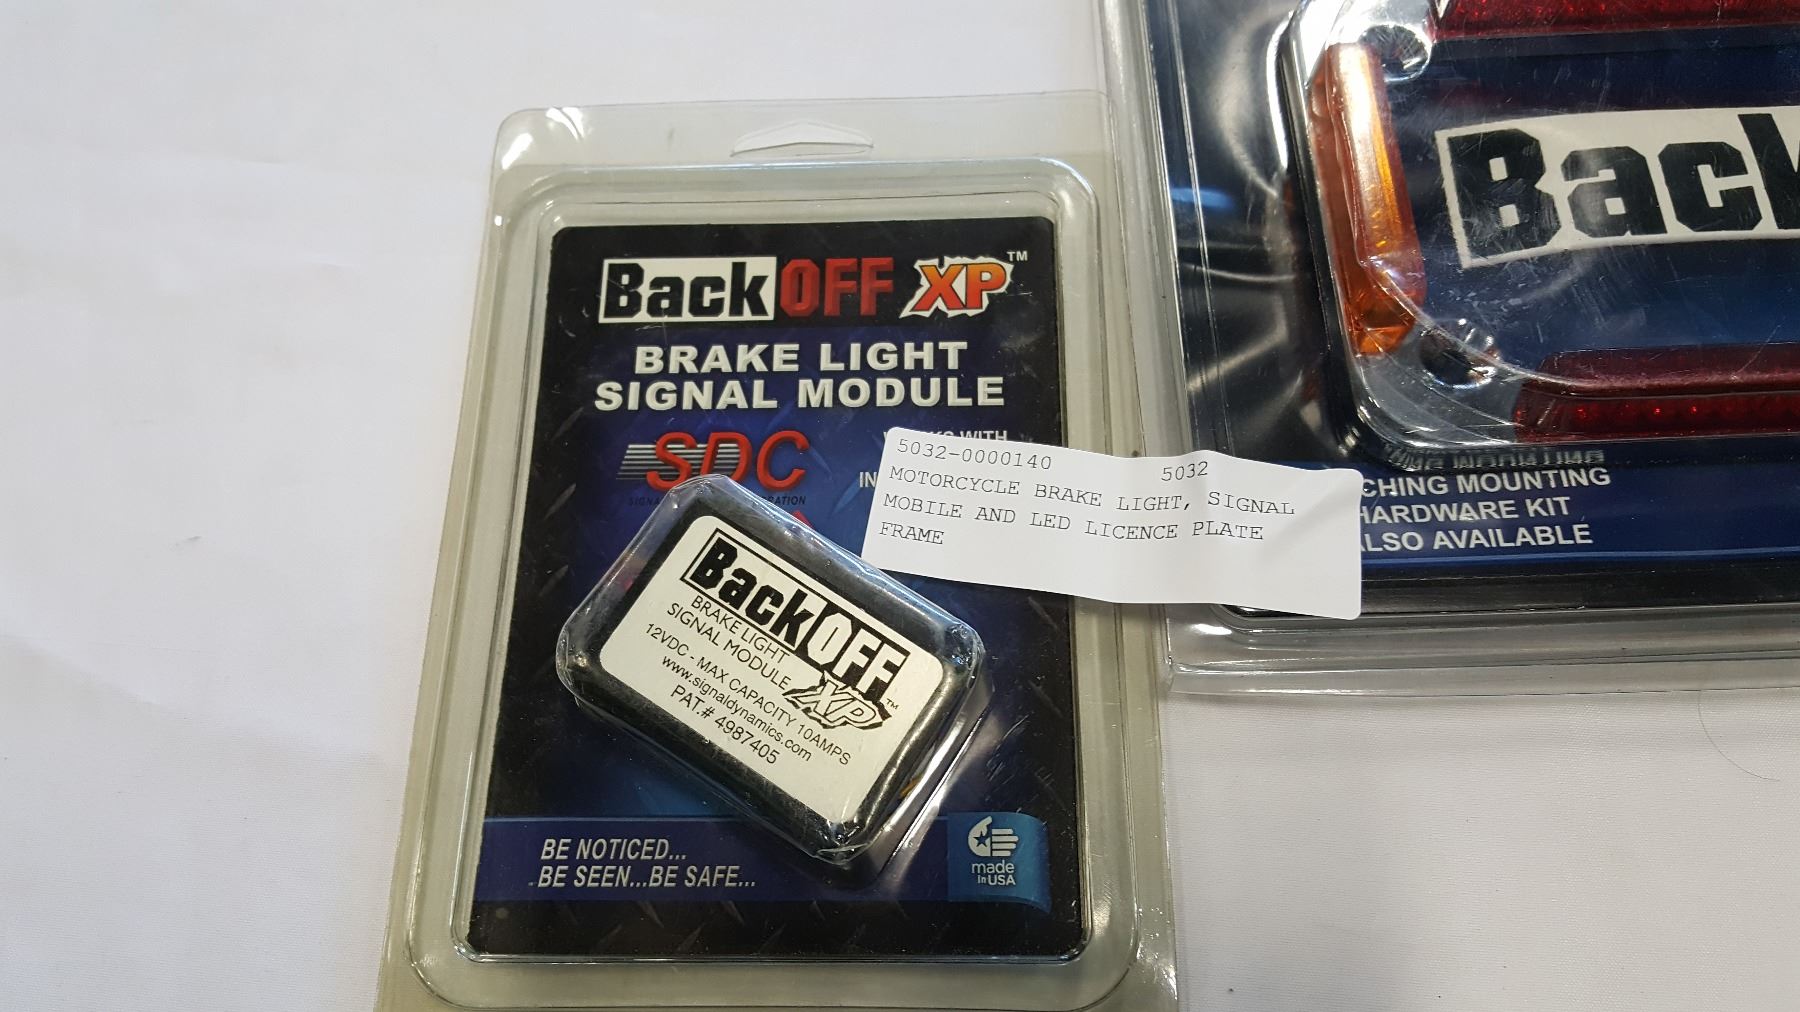 BackOFF XP™
BRAKE LIGHT
SIGNAL MODULE
SDC
WITH
5032-0000140 5032
MOTORCYCLE BRAKE LIGHT, SIGNAL
MOBILE AND LED LICENCE PLATE
FRAME
BackOFF
BRAKE LIGHT
SIGNAL MODULE XP™
12VDC - MAX CAPACITY 10AMPS
www.signaldynamics.com
PAT.# 4987405
BE NOTICED...
BE SEEN...BE SAFE...
made
in USA
Back
MOUNTING
HARDWARE KIT
ALSO AVAILABLE